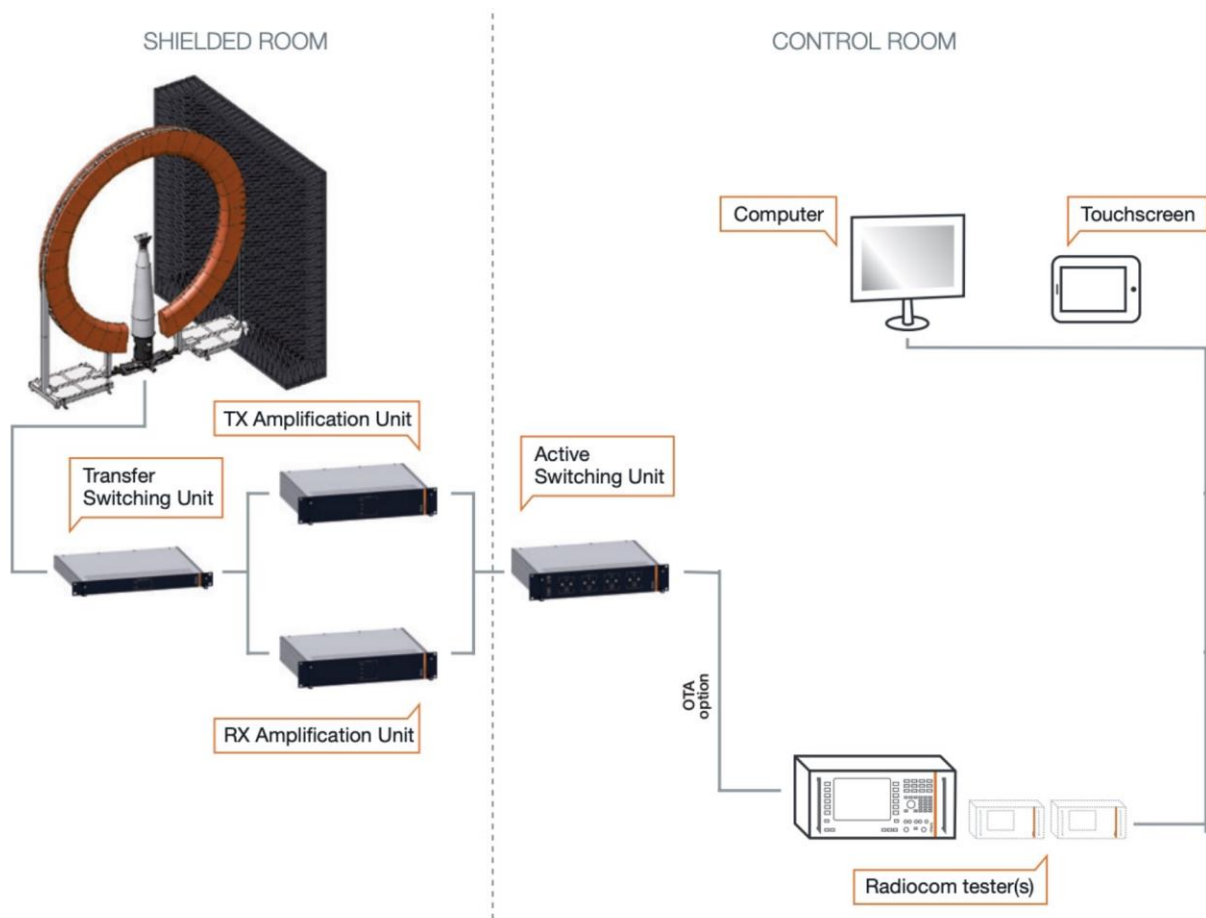 SHIELDED ROOM
CONTROL ROOM
Computer
Touchscreen
TX Amplification Unit
Active
Switching Unit
Transfer
Switching Unit
OTA
option
RX Amplification Unit
Radiocom tester(s)